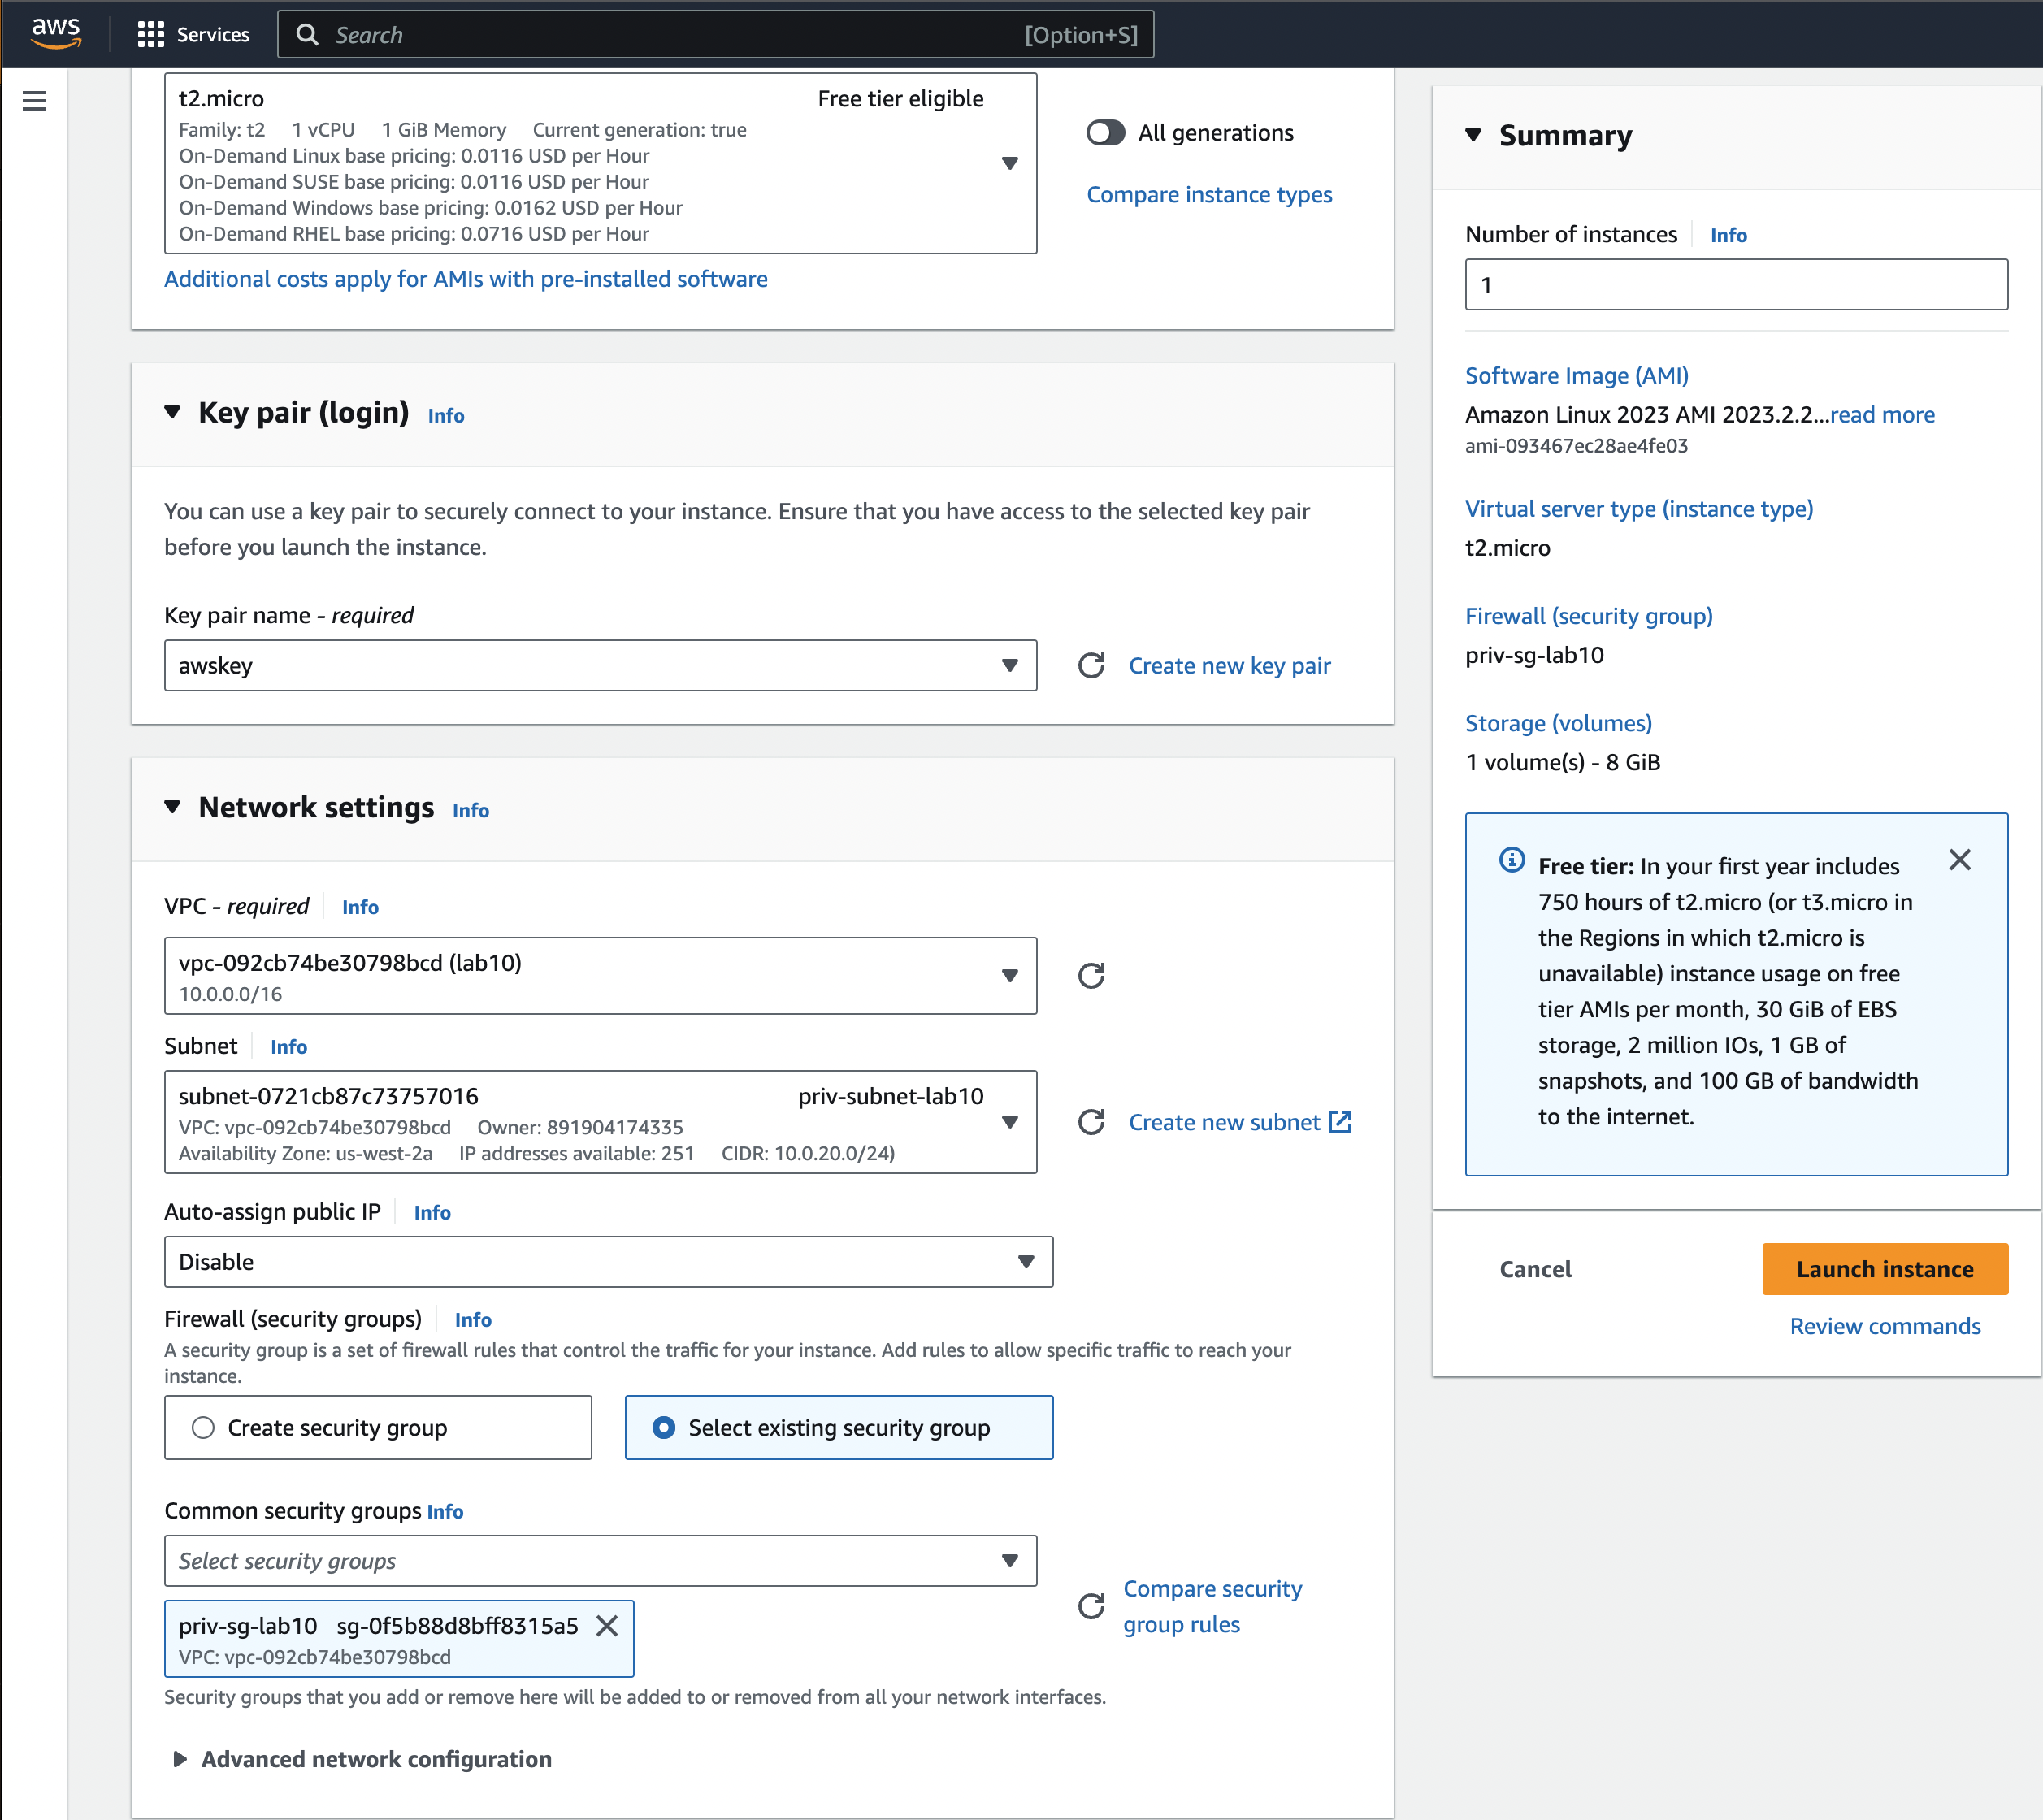 aws
Services
Search
[Option+S]
t2.micro Free tier eligible
Family: t2 1 vCPU 1 GiB Memory Current generation: true
On-Demand Linux base pricing: 0.0116 USD per Hour
On-Demand SUSE base pricing: 0.0116 USD per Hour
On-Demand Windows base pricing: 0.0162 USD per Hour
On-Demand RHEL base pricing: 0.0716 USD per Hour
All generations
Compare instance types
Additional costs apply for AMIs with pre-installed software
Key pair (login) Info
You can use a key pair to securely connect to your instance. Ensure that you have access to the selected key pair
before you launch the instance.
Key pair name - required
awskey
Create new key pair
Network settings Info
VPC - required Info
vpc-092cb74be30798bcd (lab10)
10.0.0.0/16
Subnet Info
subnet-0721cb87c73757016 priv-subnet-lab10
VPC: vpc-092cb74be30798bcd Owner: 891904174335
Availability Zone: us-west-2a IP addresses available: 251 CIDR: 10.0.20.0/24)
Create new subnet
Auto-assign public IP Info
Disable
Firewall (security groups) Info
A security group is a set of firewall rules that control the traffic for your instance. Add rules to allow specific traffic to reach your
instance.
Create security group
Select existing security group
Common security groups Info
Select security groups
priv-sg-lab10 sg-0f5b88d8bff8315a5
VPC: vpc-092cb74be30798bcd
Compare security
group rules
Security groups that you add or remove here will be added to or removed from all your network interfaces.
Advanced network configuration
Summary
Number of instances Info
1
Software Image (AMI)
Amazon Linux 2023 AMI 2023.2.2...read more
ami-093467ec28ae4fe03
Virtual server type (instance type)
t2.micro
Firewall (security group)
priv-sg-lab10
Storage (volumes)
1 volume(s) - 8 GiB
Free tier: In your first year includes
750 hours of t2.micro (or t3.micro in
the Regions in which t2.micro is
unavailable) instance usage on free
tier AMIs per month, 30 GiB of EBS
storage, 2 million IOs, 1 GB of
snapshots, and 100 GB of bandwidth
to the internet.
Cancel
Launch instance
Review commands